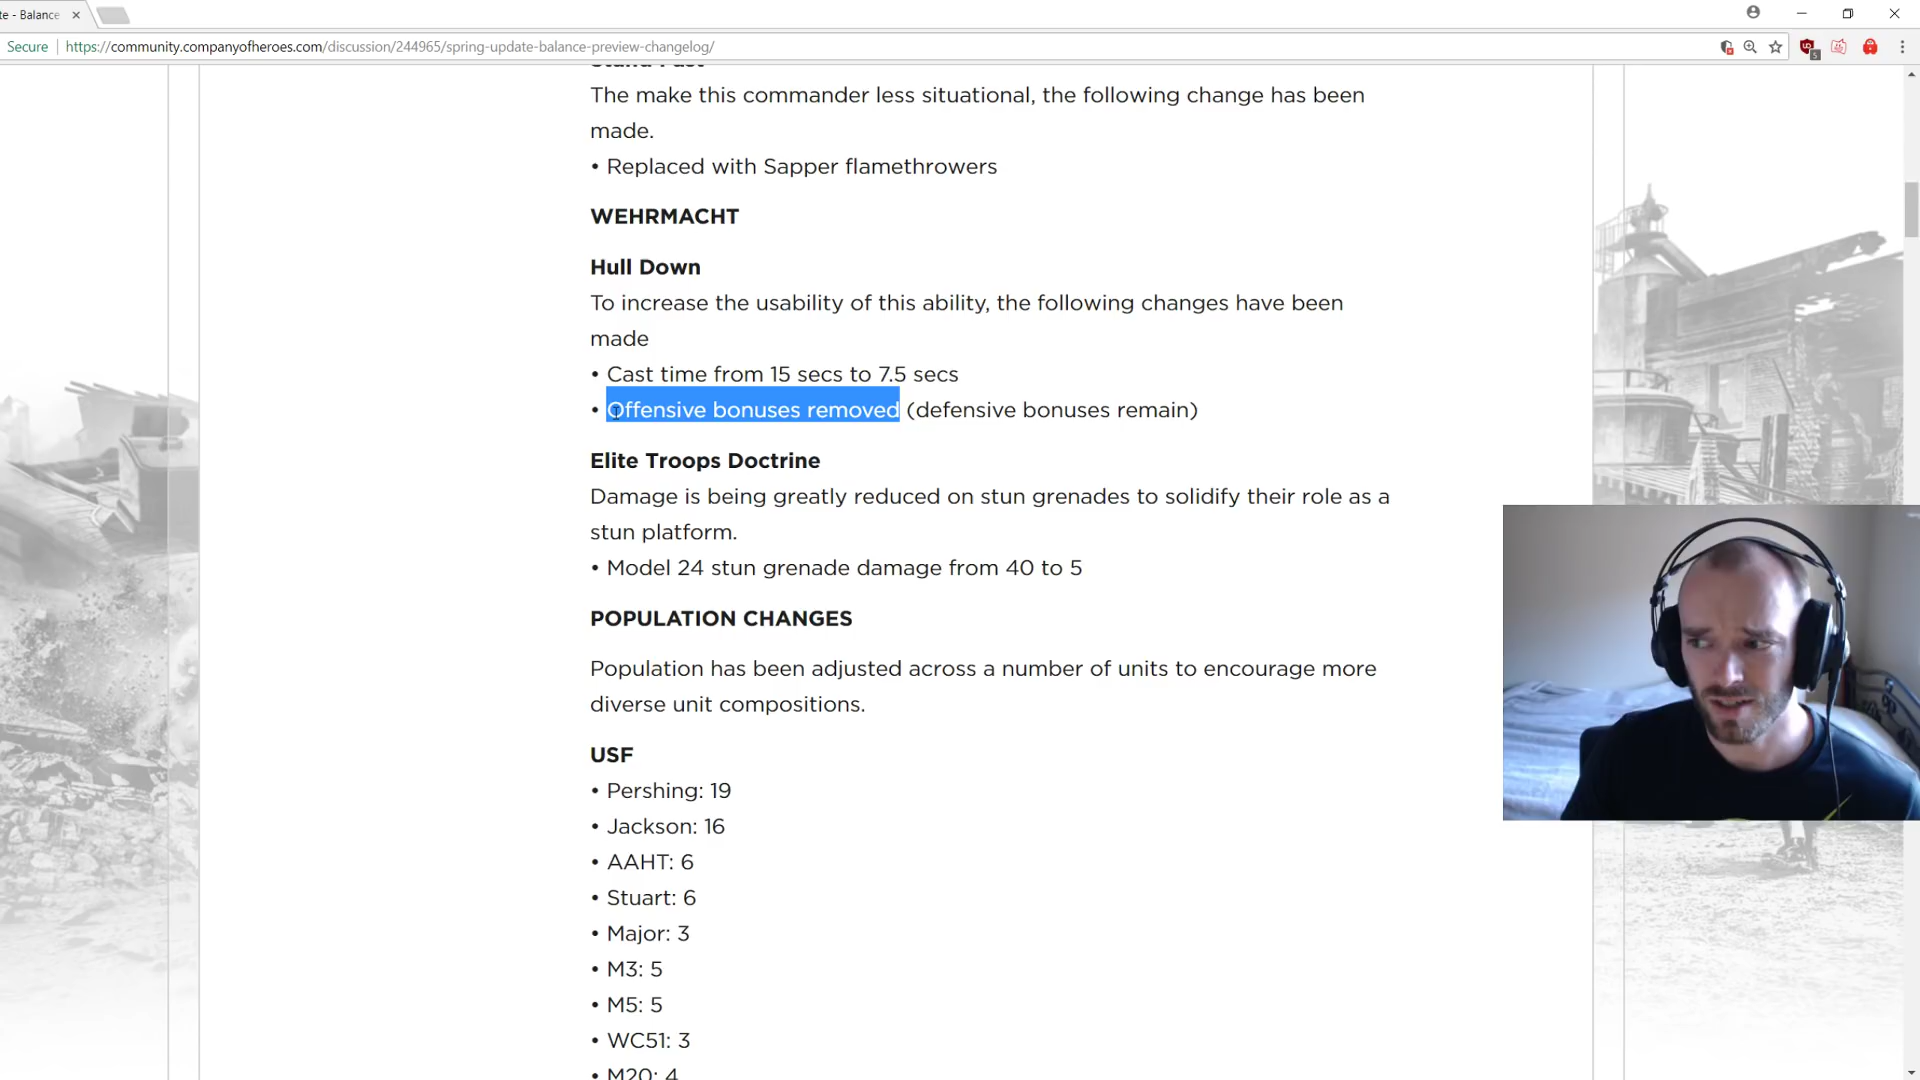 te - Balance
Secure
https://community.companyofheroes.com/discussion/244965/spring-update-balance-preview-changelog/
Stand Fast
The make this commander less situational, the following change has been
made.
• Replaced with Sapper flamethrowers
WEHRMACHT
Hull Down
To increase the usability of this ability, the following changes have been
made
• Cast time from 15 secs to 7.5 secs
• Offensive bonuses removed (defensive bonuses remain)
Elite Troops Doctrine
Damage is being greatly reduced on stun grenades to solidify their role as a
stun platform.
• Model 24 stun grenade damage from 40 to 5
POPULATION CHANGES
Population has been adjusted across a number of units to encourage more
diverse unit compositions.
USF
• Pershing: 19
• Jackson: 16
• AAHT: 6
• Stuart: 6
• Major: 3
• M3: 5
• M5: 5
• WC51: 3
• M20: 4